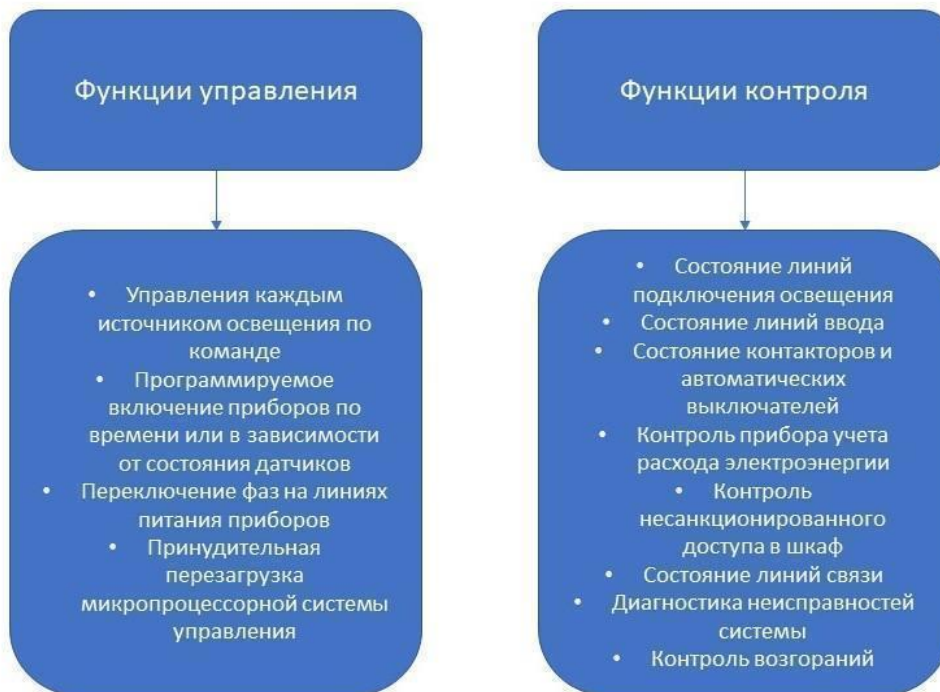 Функции управления
• Управления каждым
источником освещения по
команде
• Программируемое
включение приборов по
времени или в зависимости
от состояния датчиков
• Переключение фаз на линиях
питания приборов
• Принудительная
перезагрузка
микропроцессорной системы
управления
Функции контроля
• Состояние линий
подключения освещения
• Состояние линий ввода
• Состояние контакторов и
автоматических
выключателей
• Контроль прибора учета
расхода электроэнергии
• Контроль
несанкционированного
доступа в шкаф
• Состояние линий связи
• Диагностика неисправностей
системы
• Контроль возгораний